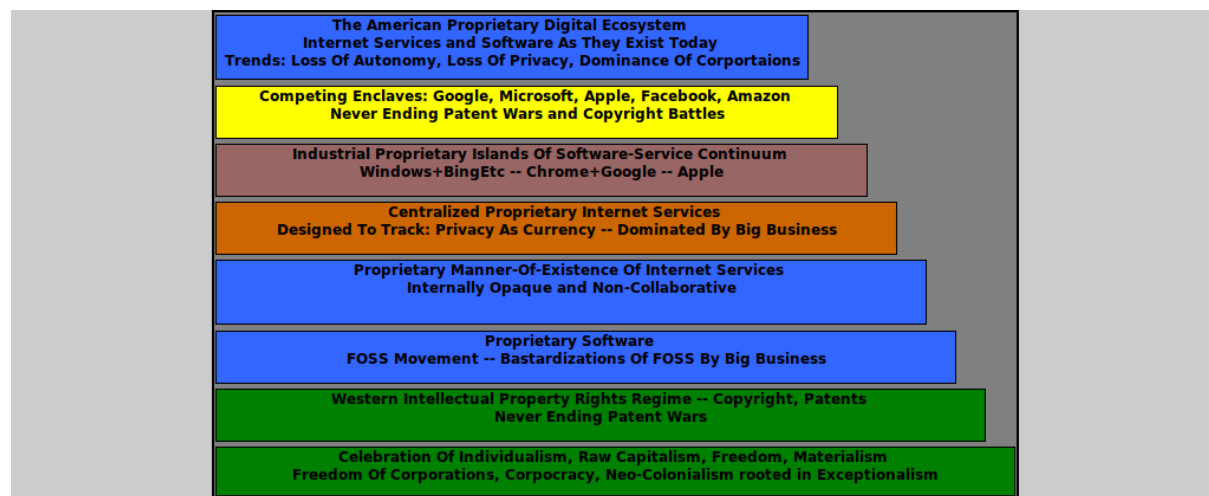 The American Proprietary Digital Ecosystem
Internet Services and Software As They Exist Today
Trends: Loss Of Autonomy, Loss Of Privacy, Dominance Of Corportaions
Competing Enclaves: Google, Microsoft, Apple, Facebook, Amazon
Never Ending Patent Wars and Copyright Battles
Industrial Proprietary Islands Of Software-Service Continuum
Windows+BingEtc -- Chrome+Google -- Apple
Centralized Proprietary Internet Services
Designed To Track: Privacy As Currency -- Dominated By Big Business
Proprietary Manner-Of-Existence Of Internet Services
Internally Opaque and Non-Collaborative
Proprietary Software
FOSS Movement -- Bastardizations Of FOSS By Big Business
Western Intellectual Property Rights Regime -- Copyright, Patents
Never Ending Patent Wars
Celebration Of Individualism, Raw Capitalism, Freedom, Materialism
Freedom Of Corporations, Corpocracy, Neo-Colonialism rooted in Exceptionalism